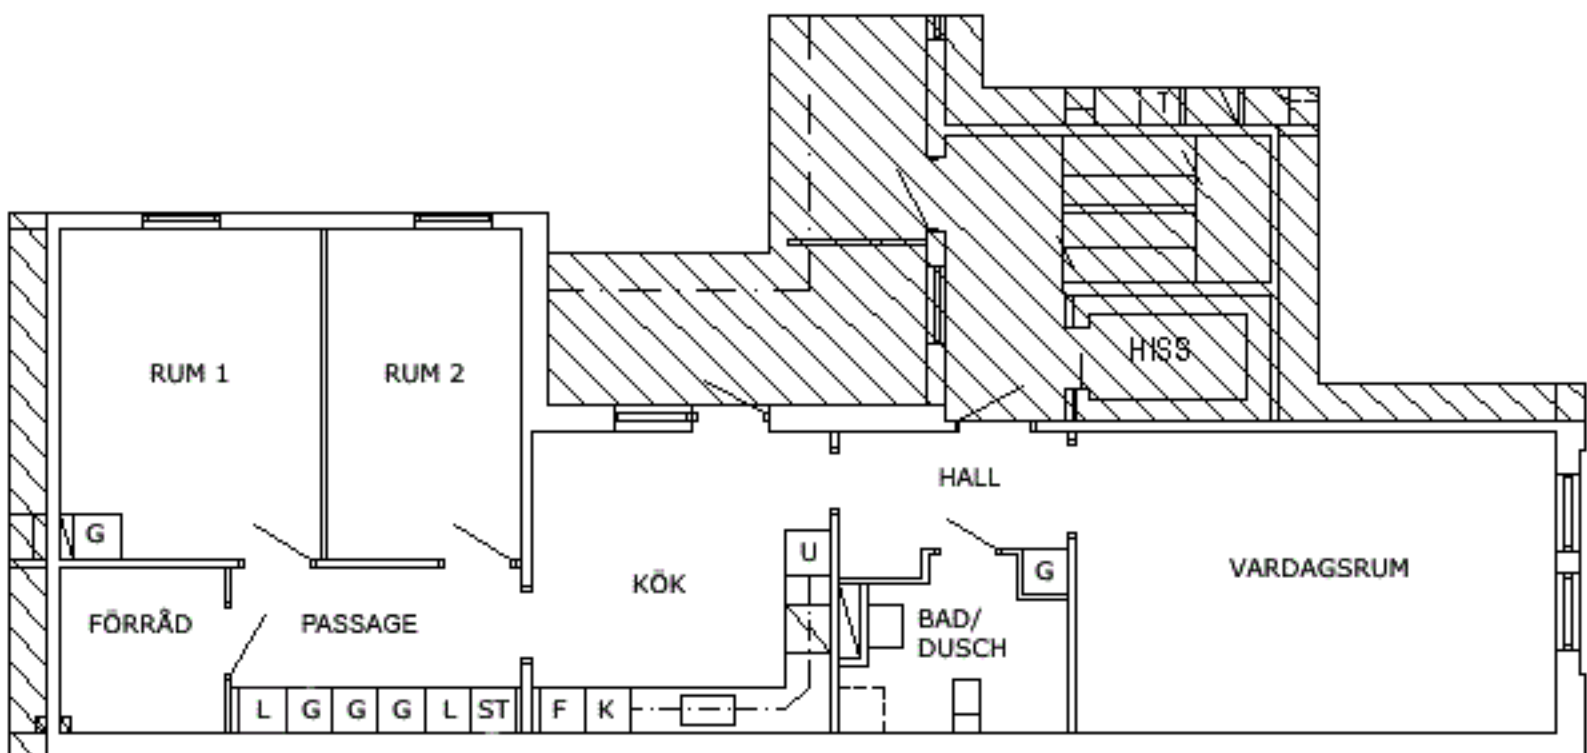 T
HISS
RUM 1
RUM 2
HALL
G
U
G
VARDAGSRUM
KÖK
FÖRRÅD
PASSAGE
BAD/
DUSCH
L G G G L ST F K